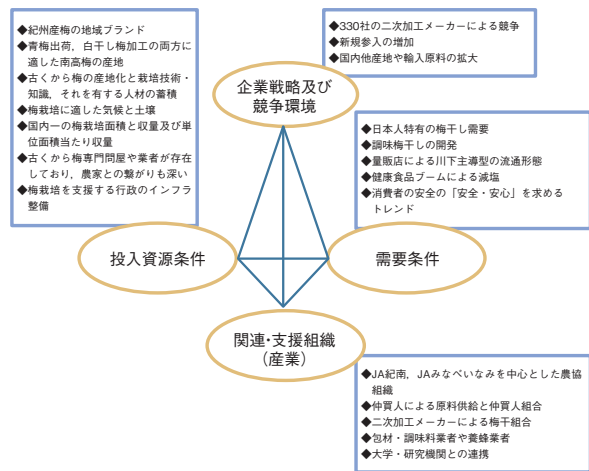 ◆紀州産梅の地域ブランド
◆青梅出荷，白干し梅加工の両方に
適した南高梅の産地
◆古くから梅の産地化と栽培技術・
知識，それを有する人材の蓄積
◆梅栽培に適した気候と土壌
◆国内一の梅栽培面積と収量及び単
位面積当たり収量
◆古くから梅専門問屋や業者が存在
しており，農家との繋がりも深い
◆梅栽培を支援する行政のインフラ
整備
◆330社の二次加工メーカーによる競争
◆新規参入の増加
◆国内他産地や輸入原料の拡大
企業戦略及び
競争環境
◆日本人特有の梅干し需要
◆調味梅干しの開発
◆量販店による川下主導型の流通形態
◆健康食品ブームによる減塩
◆消費者の安全の「安全・安心」を求める
トレンド
投入資源条件
需要条件
関連・支援組織
（産業）
◆JA紀南，JAみなべいなみを中心とした農協
組織
◆仲買人による原料供給と仲買人組合
◆二次加工メーカーによる梅干組合
◆包材・調味料業者や養蜂業者
◆大学・研究機関との連携